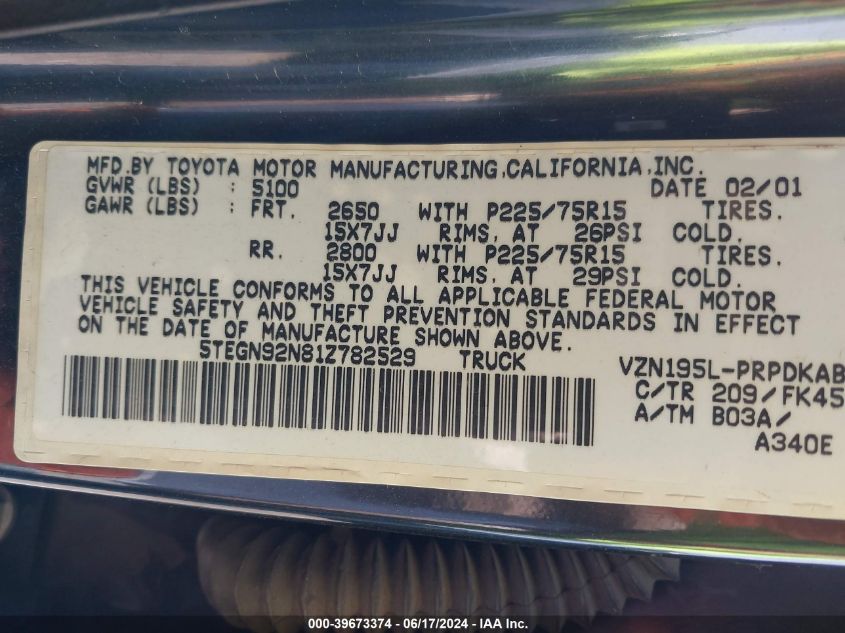 MFD.BY TOYOTA MOTOR MANUFACTURING,CALIFORNIA,INC.
GVWR (LBS) : 5100 DATE 02/01
GAWR (LBS) : FRT. 2650 WITH P225/75R15 TIRES.
15X7JJ RIMS, AT 26PSI COLD.
RR. 2800 WITH P225/75R15 TIRES.
15X7JJ RIMS, AT 29PSI COLD.
THIS VEHICLE CONFORMS TO ALL APPLICABLE FEDERAL MOTOR
VEHICLE SAFETY AND THEFT PREVENTION STANDARDS IN EFFECT
ON THE DATE OF MANUFACTURE SHOWN ABOVE.
5TEGN92N81Z782529 TRUCK VZN195L-PRPDKAB
C/TR 209/FK45
A/TM B03A/
A340E
000-39673374 / 06/17/2024 - IAA Inc.